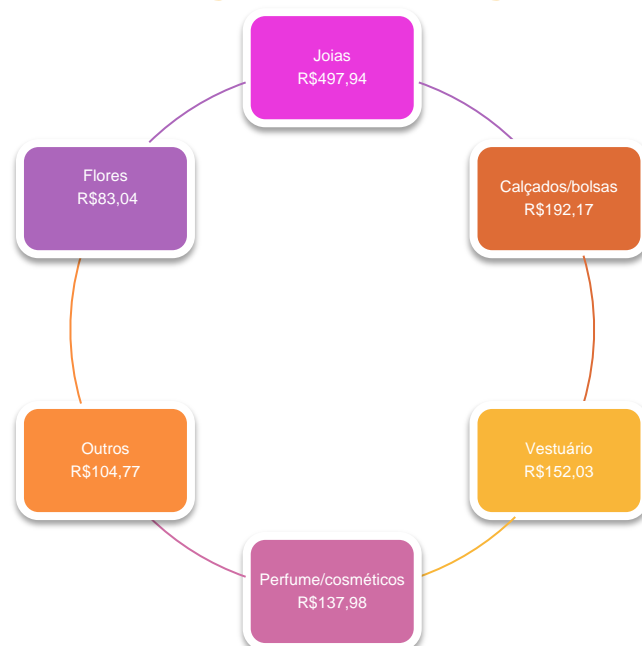 Joias
R$497,94
Calçados/bolsas
R$192,17
Vestuário
R$152,03
Perfume/cosméticos
R$137,98
Outros
R$104,77
Flores
R$83,04